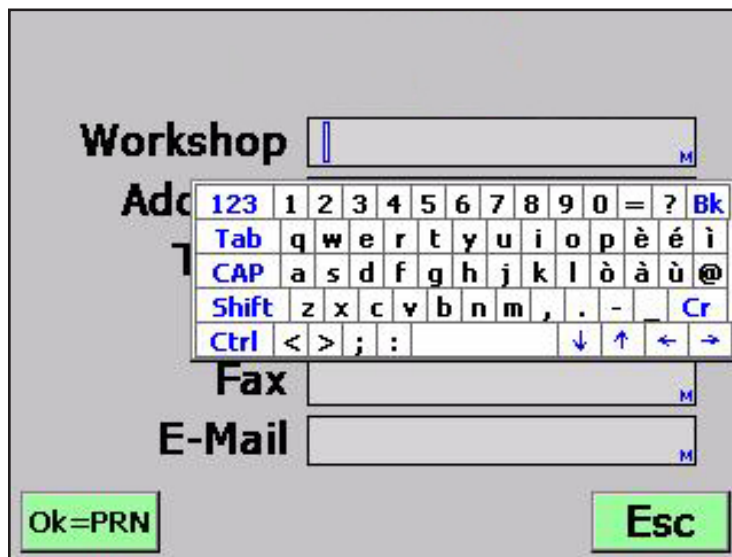 Workshop
M
Add
123 1 2 3 4 5 6 7 8 9 0 = ? Bk
Tab q w e r t y u i o p è é ì
CAP a s d f g h j k l ò à ù @
Shift z x c v b n m , . - _ Cr
Ctrl < > ; : ↓ ↑ ← →
Fax
M
E-Mail
M
Ok=PRN Esc